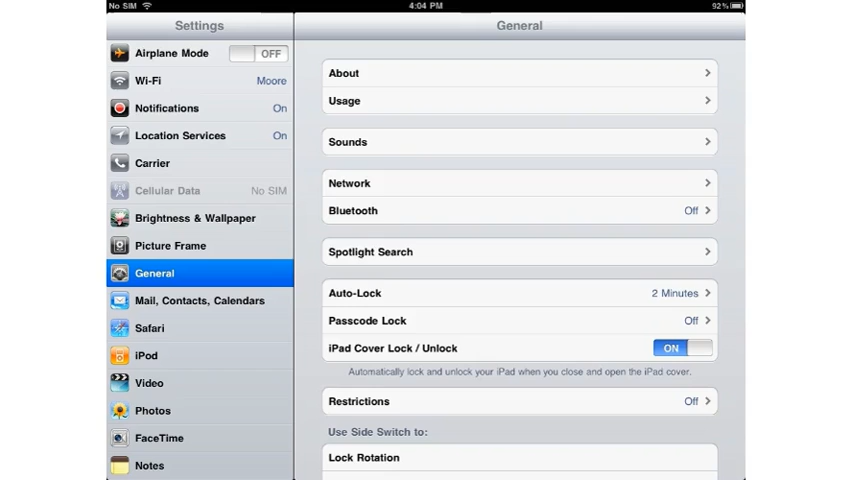 No SIM 4:04 PM 92%
Settings
General
Airplane Mode OFF
Wi-Fi Moore
Notifications On
Location Services On
Carrier
Cellular Data No SIM
Brightness & Wallpaper
Picture Frame
General
Mail, Contacts, Calendars
Safari
iPod
Video
Photos
FaceTime
Notes
About
Usage
Sounds
Network
Bluetooth Off
Spotlight Search
Auto-Lock 2 Minutes
Passcode Lock Off
iPad Cover Lock / Unlock ON
Automatically lock and unlock your iPad when you close and open the iPad cover.
Restrictions Off
Use Side Switch to:
Lock Rotation